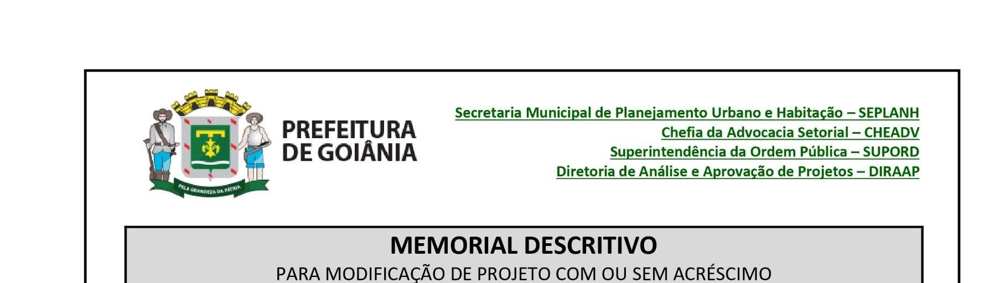 PREFEITURA
DE GOIÂNIA
PELA GRANDEZA DA PÁTRIA
Secretaria Municipal de Planejamento Urbano e Habitação – SEPLANH
Chefia da Advocacia Setorial – CHEADV
Superintendência da Ordem Pública – SUPORD
Diretoria de Análise e Aprovação de Projetos – DIRAAP
MEMORIAL DESCRITIVO
PARA MODIFICAÇÃO DE PROJETO COM OU SEM ACRÉSCIMO